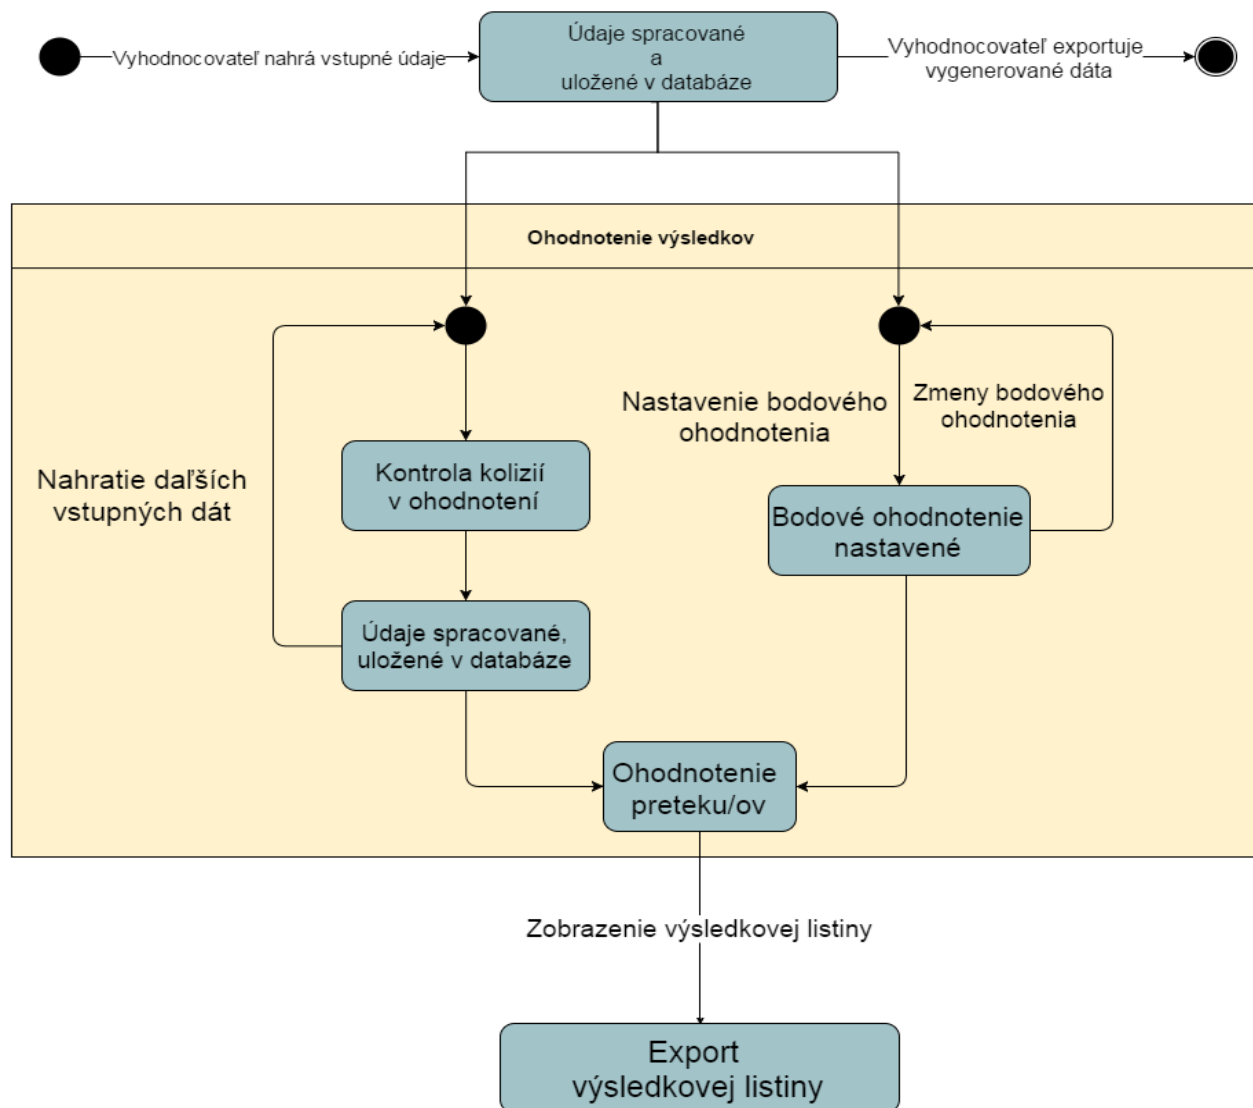 Vyhodnocovateľ nahrá vstupné údaje
Údaje spracované
a
uložené v databáze
Vyhodnocovateľ exportuje
vygenerované dáta
Ohodnotenie výsledkov
Nahratie daľších
vstupných dát
Kontrola kolizií
v ohodnotení
Údaje spracované,
uložené v databáze
Nastavenie bodového
ohodnotenia
Zmeny bodového
ohodnotenia
Bodové ohodnotenie
nastavené
Ohodnotenie
preteku/ov
Zobrazenie výsledkovej listiny
Export
výsledkovej listiny